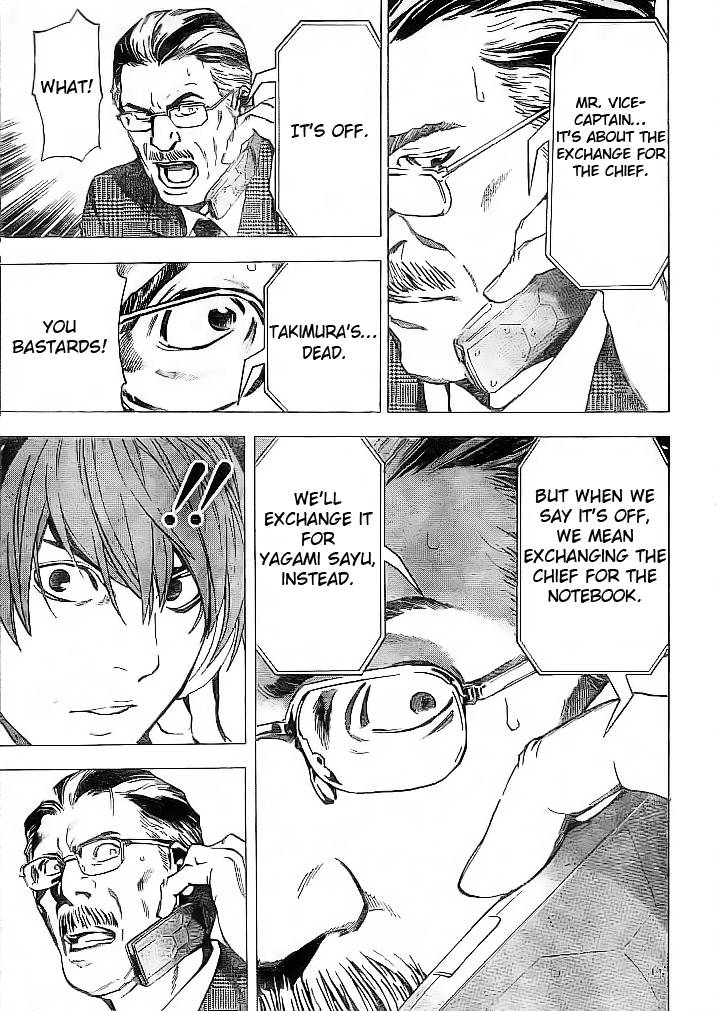 MR. VICE-
CAPTAIN...
IT'S ABOUT THE
EXCHANGE FOR
THE CHIEF.
IT'S OFF.
WHAT!
TAKIMURA'S...
DEAD.
YOU
BASTARDS!
BUT WHEN WE
SAY IT'S OFF,
WE MEAN
EXCHANGING THE
CHIEF FOR THE
NOTEBOOK.
WE'LL
EXCHANGE IT
FOR
YAGAMI SAYU,
INSTEAD.
!!